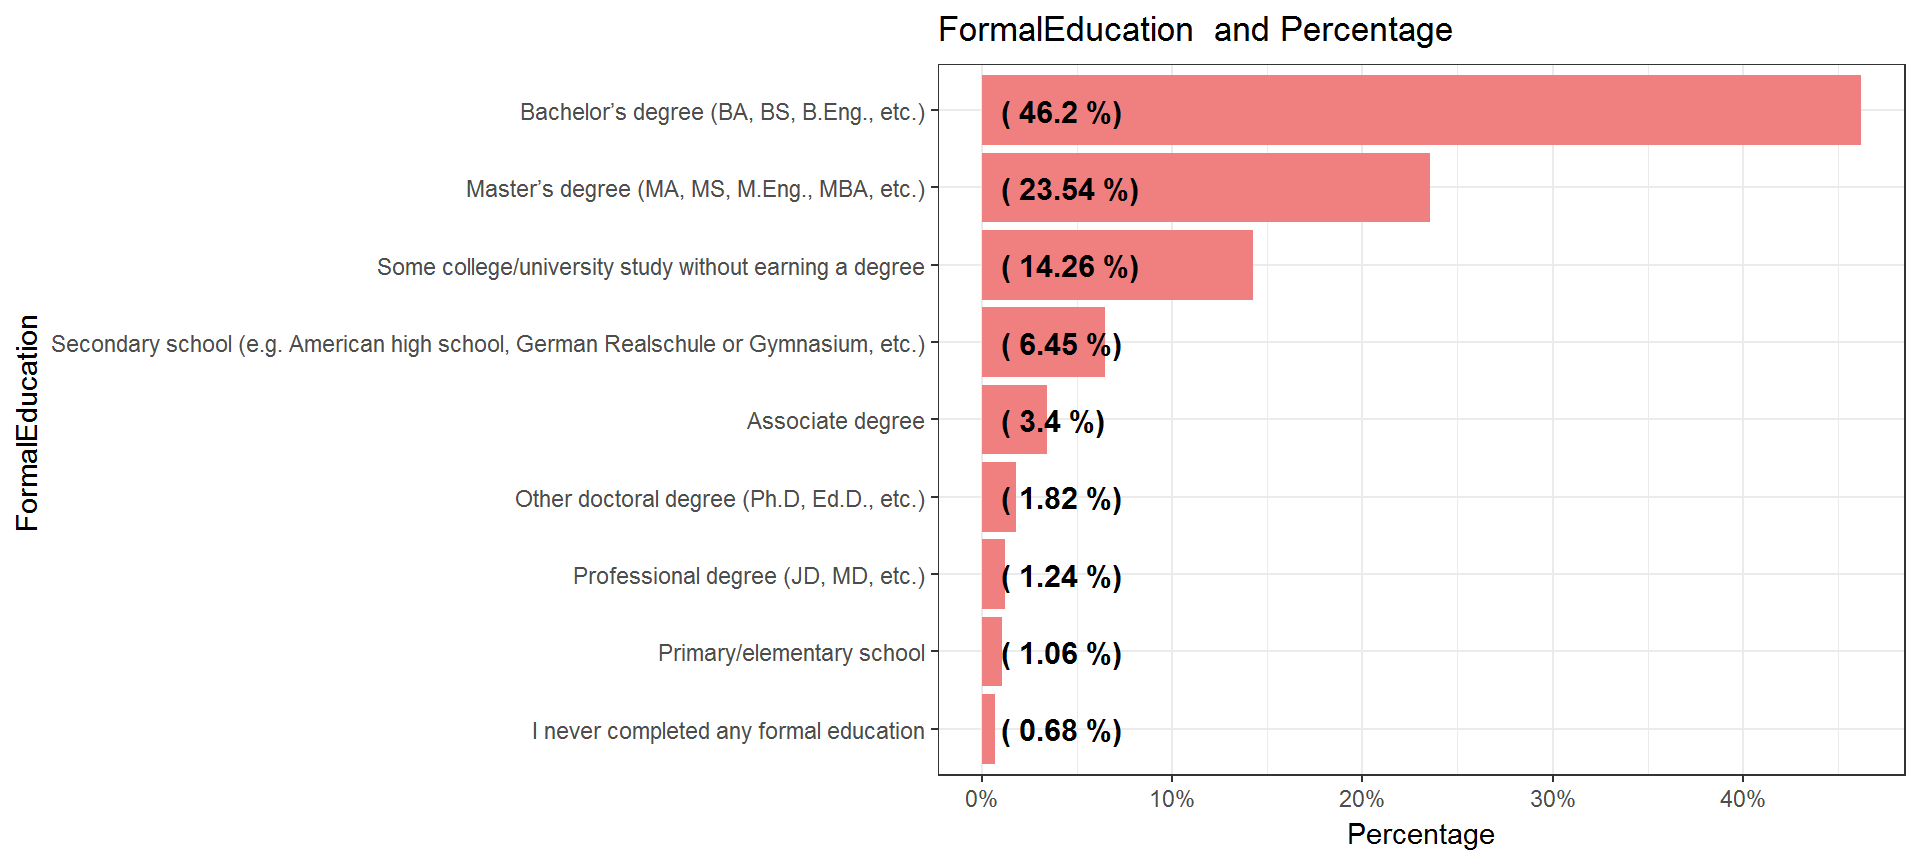 FormalEducation  and Percentage
FormalEducation
Bachelor’s degree (BA, BS, B.Eng., etc.)
( 46.2 %)
Master’s degree (MA, MS, M.Eng., MBA, etc.)
( 23.54 %)
Some college/university study without earning a degree
( 14.26 %)
Secondary school (e.g. American high school, German Realschule or Gymnasium, etc.)
( 6.45 %)
Associate degree
( 3.4 %)
Other doctoral degree (Ph.D, Ed.D., etc.)
( 1.82 %)
Professional degree (JD, MD, etc.)
( 1.24 %)
Primary/elementary school
( 1.06 %)
I never completed any formal education
( 0.68 %)
0% 10% 20% 30% 40%
Percentage